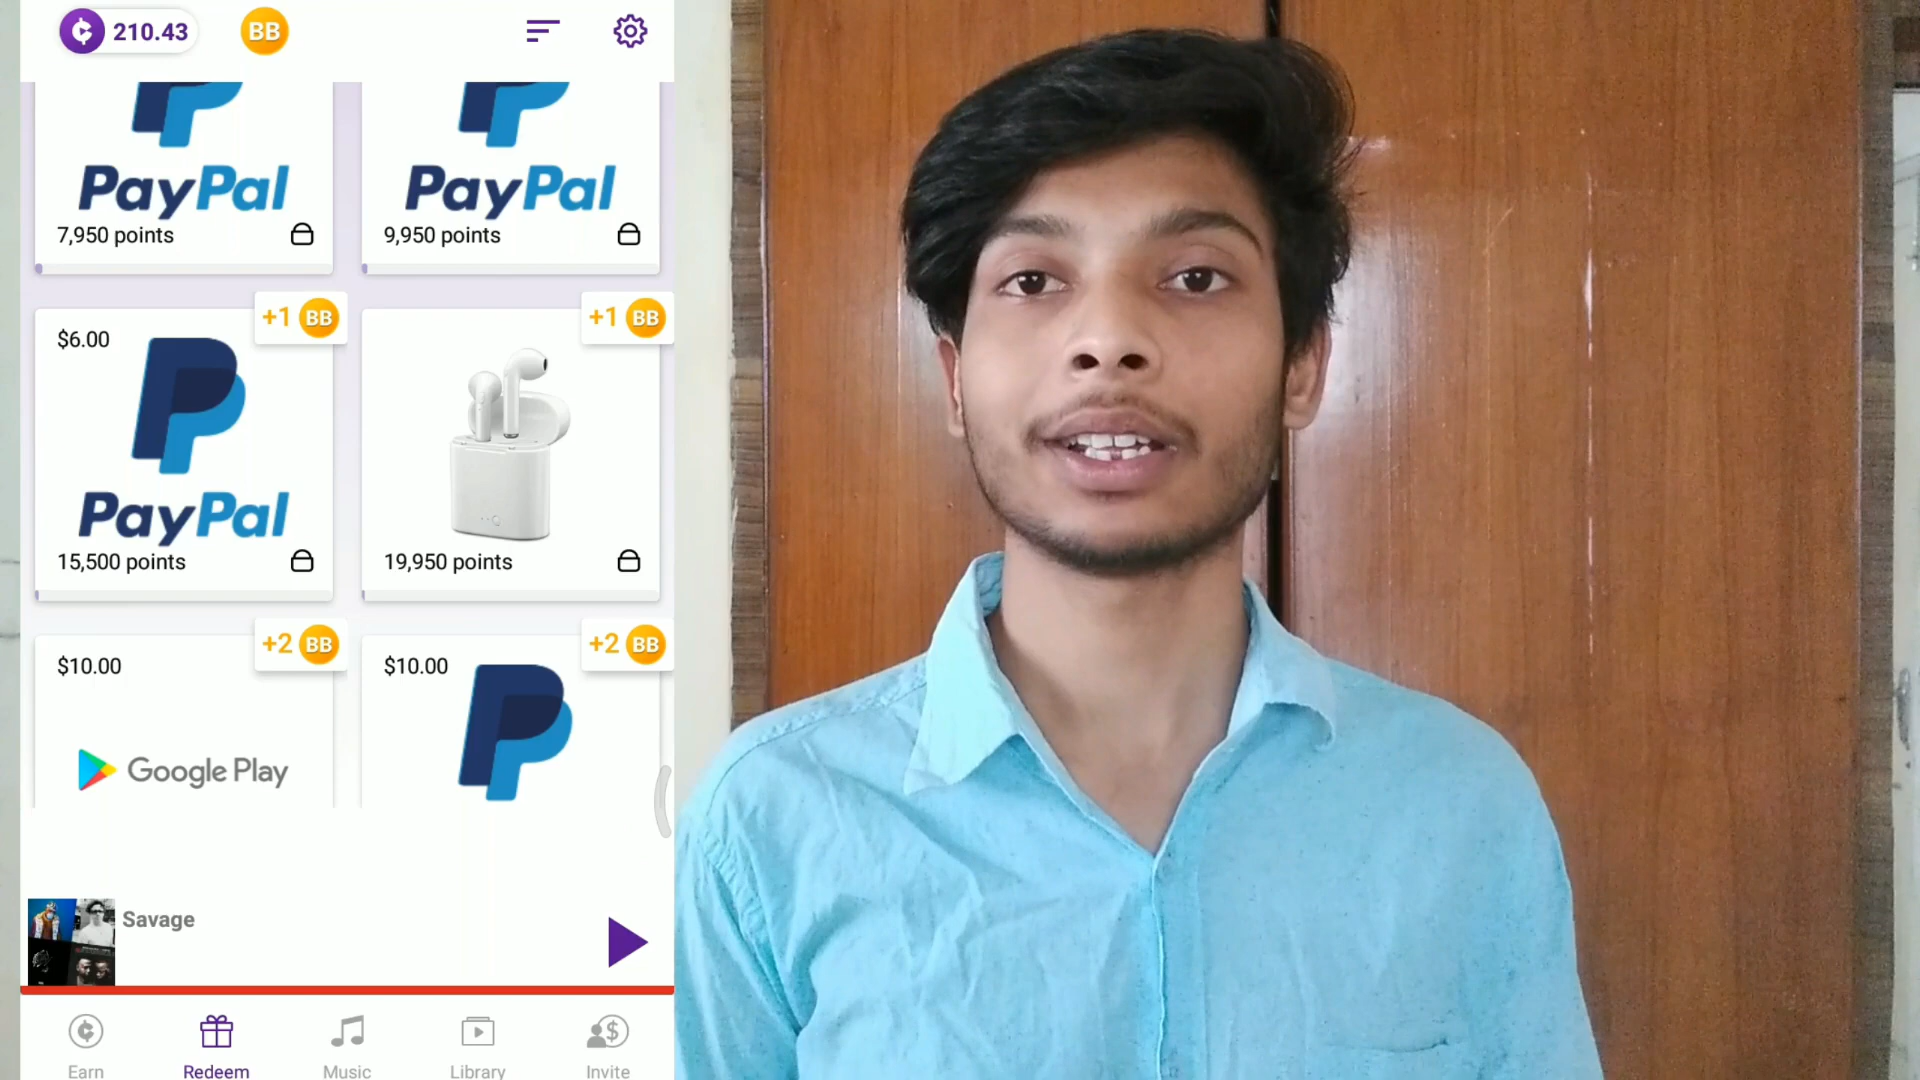 ¢ 210.43 BB
PayPal PayPal
7,950 points 9,950 points
+1 BB +1 BB
$6.00
PayPal
15,500 points 19,950 points
+2 BB +2 BB
$10.00 $10.00
Google Play
Savage
Earn Redeem Music Library Invite